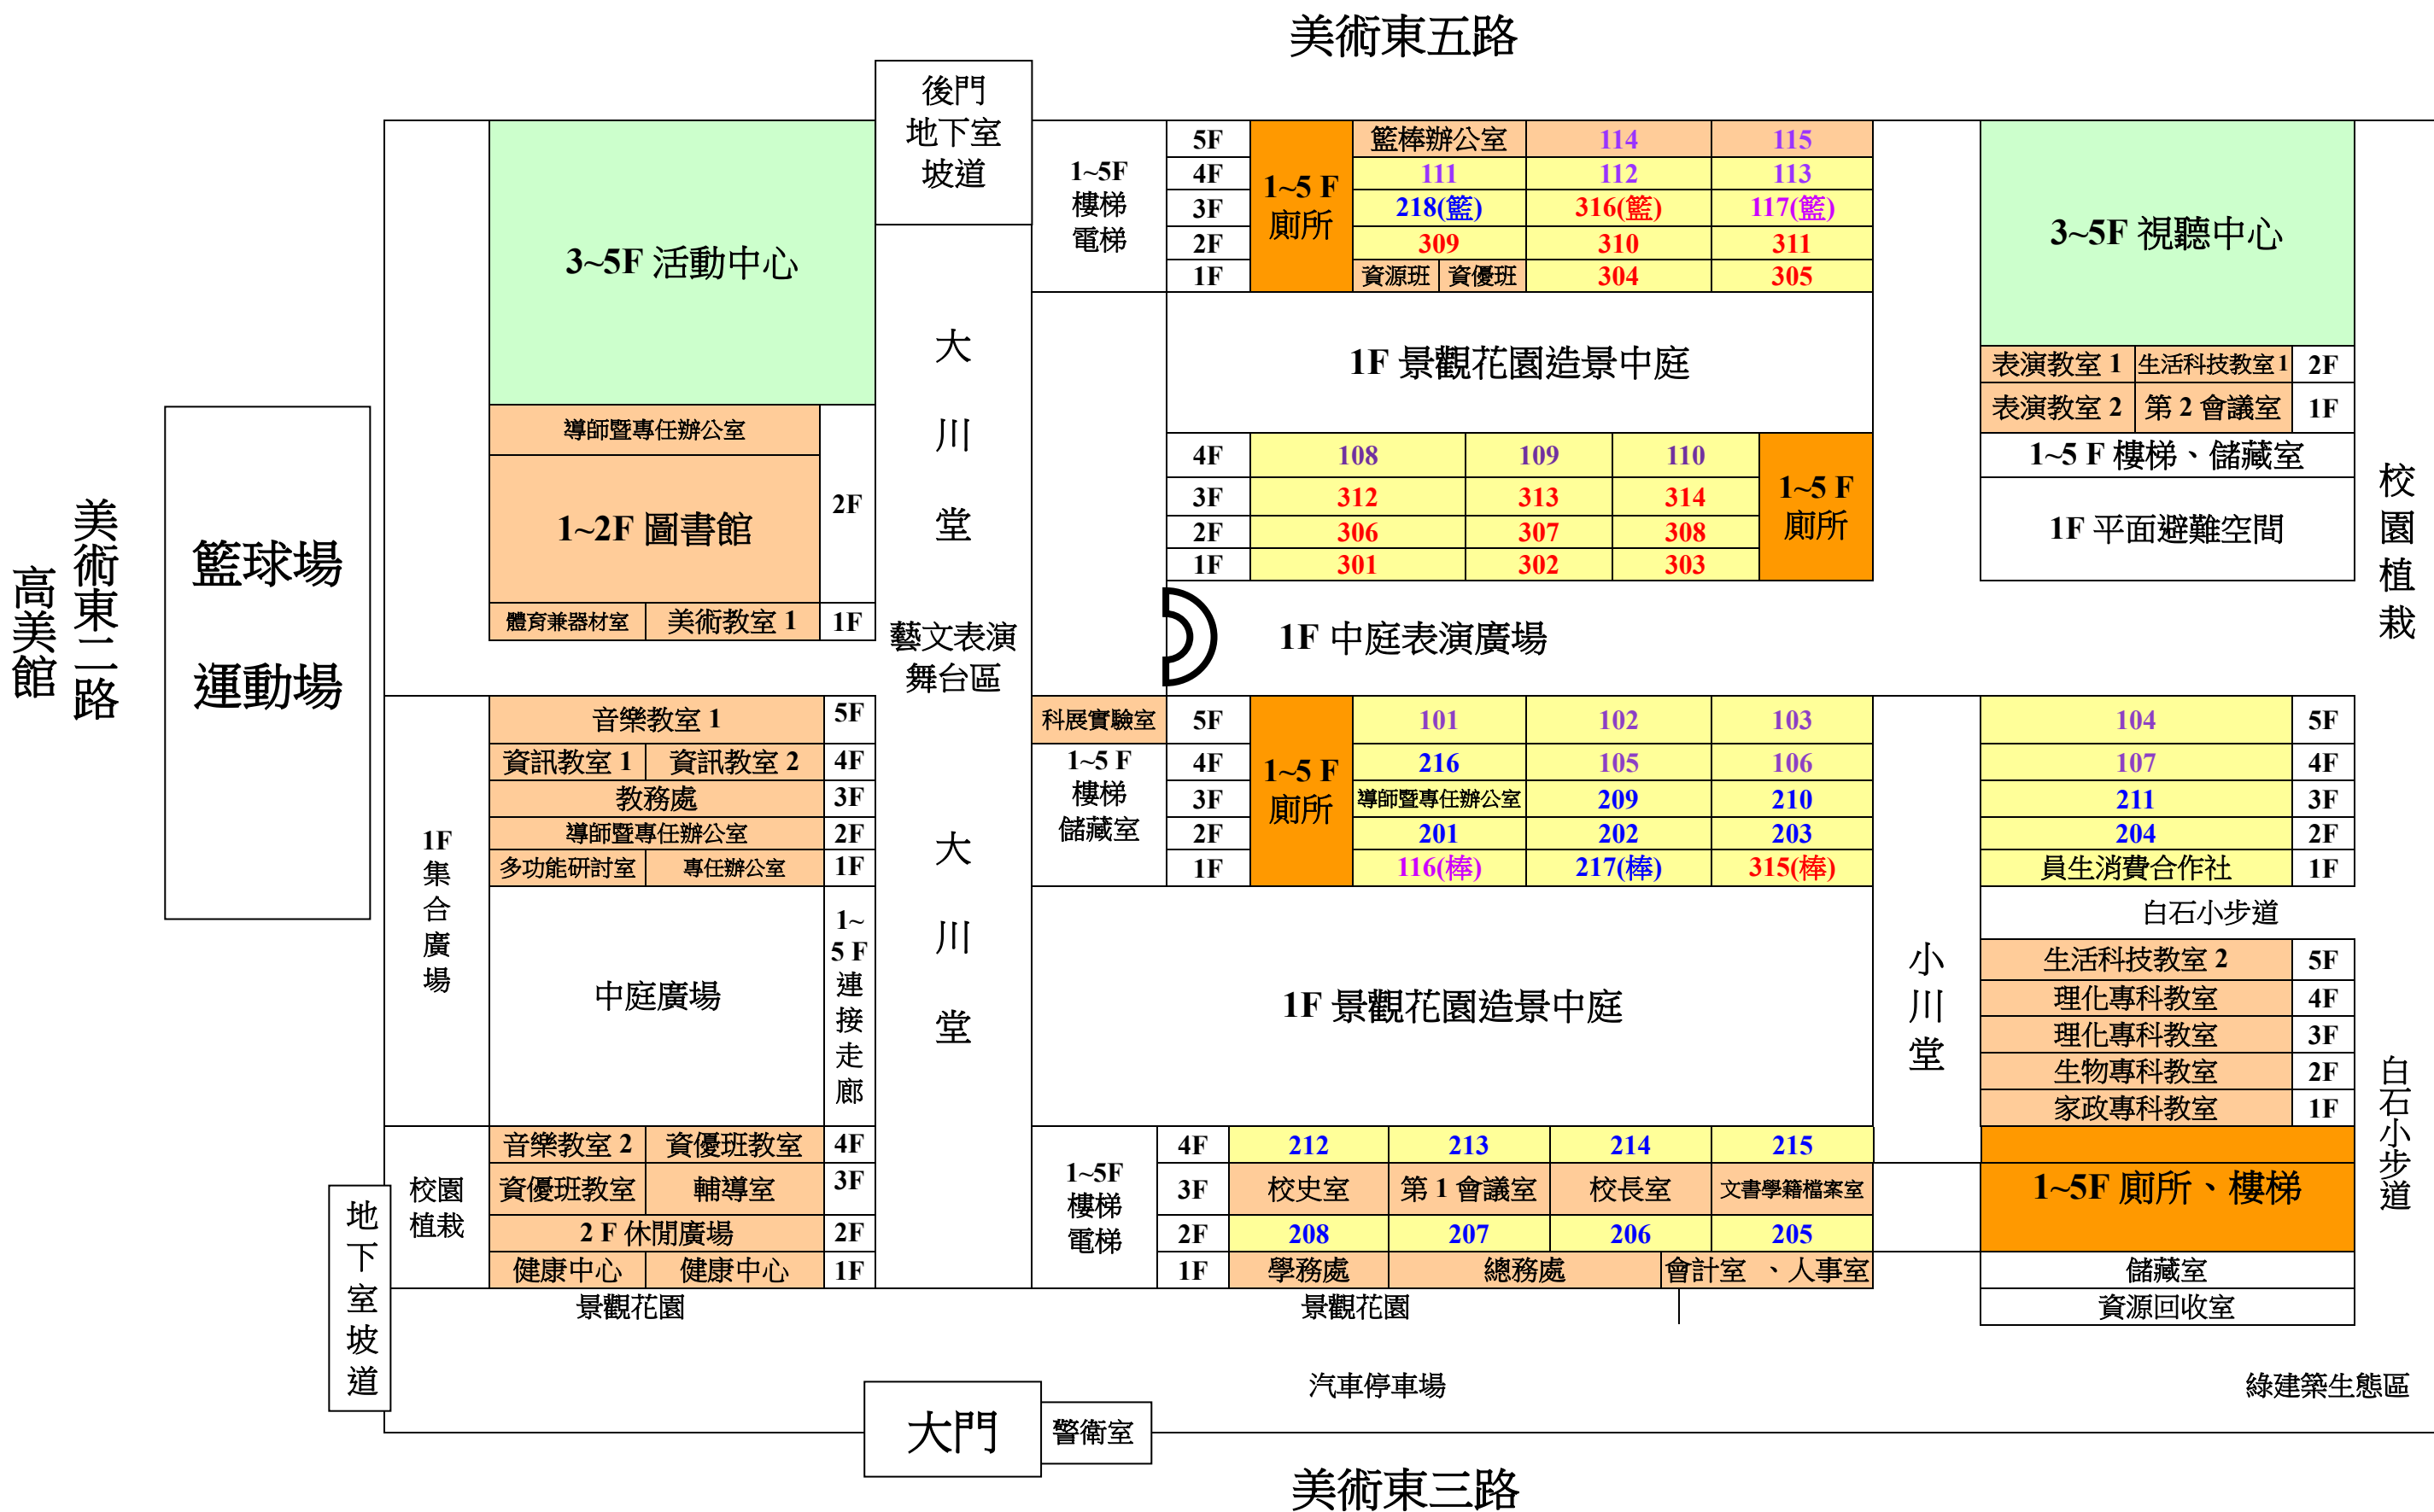 美術東五路
後門
地下室
坡道
1~5F
樓梯
電梯
5F
1~5 F
廁所
籃棒辦公室
114
115
4F
111
112
113
3F
218(籃)
316(籃)
117(籃)
2F
309
310
311
1F
資源班
資優班
304
305
3~5F 活動中心
3~5F 視聽中心
1F 景觀花園造景中庭
表演教室 1
生活科技教室1
2F
表演教室 2
第 2 會議室
1F
1~5 F 樓梯、儲藏室
1F 平面避難空間
校園植栽
導師暨專任辦公室
1~2F 圖書館
2F
體育兼器材室
美術教室 1
1F
大川堂
藝文表演
舞台區
大川堂
4F
108
109
110
1~5 F
廁所
3F
312
313
314
2F
306
307
308
1F
301
302
303
1F 中庭表演廣場
高美館
美術東二路
籃球場
運動場
1F
集合廣場
音樂教室 1
5F
資訊教室 1
資訊教室 2
4F
教務處
3F
導師暨專任辦公室
2F
多功能研討室
專任辦公室
1F
中庭廣場
1~
5 F
連接走廊
科展實驗室
1~5 F
樓梯
儲藏室
5F
1~5 F
廁所
101
102
103
4F
216
105
106
3F
導師暨專任辦公室
209
210
2F
201
202
203
1F
116(棒)
217(棒)
315(棒)
104
5F
107
4F
211
3F
204
2F
員生消費合作社
1F
白石小步道
1F 景觀花園造景中庭
小川堂
生活科技教室 2
5F
理化專科教室
4F
理化專科教室
3F
生物專科教室
2F
家政專科教室
1F
白石小步道
1~5F 廁所、樓梯
儲藏室
資源回收室
校園
植栽
音樂教室 2
資優班教室
4F
資優班教室
輔導室
3F
2 F 休閒廣場
2F
健康中心
健康中心
1F
1~5F
樓梯
電梯
4F
212
213
214
215
3F
校史室
第 1 會議室
校長室
文書學籍檔案室
2F
208
207
206
205
1F
學務處
總務處
會計室 、人事室
地下室坡道
景觀花園
景觀花園
汽車停車場
綠建築生態區
大門
警衛室
美術東三路